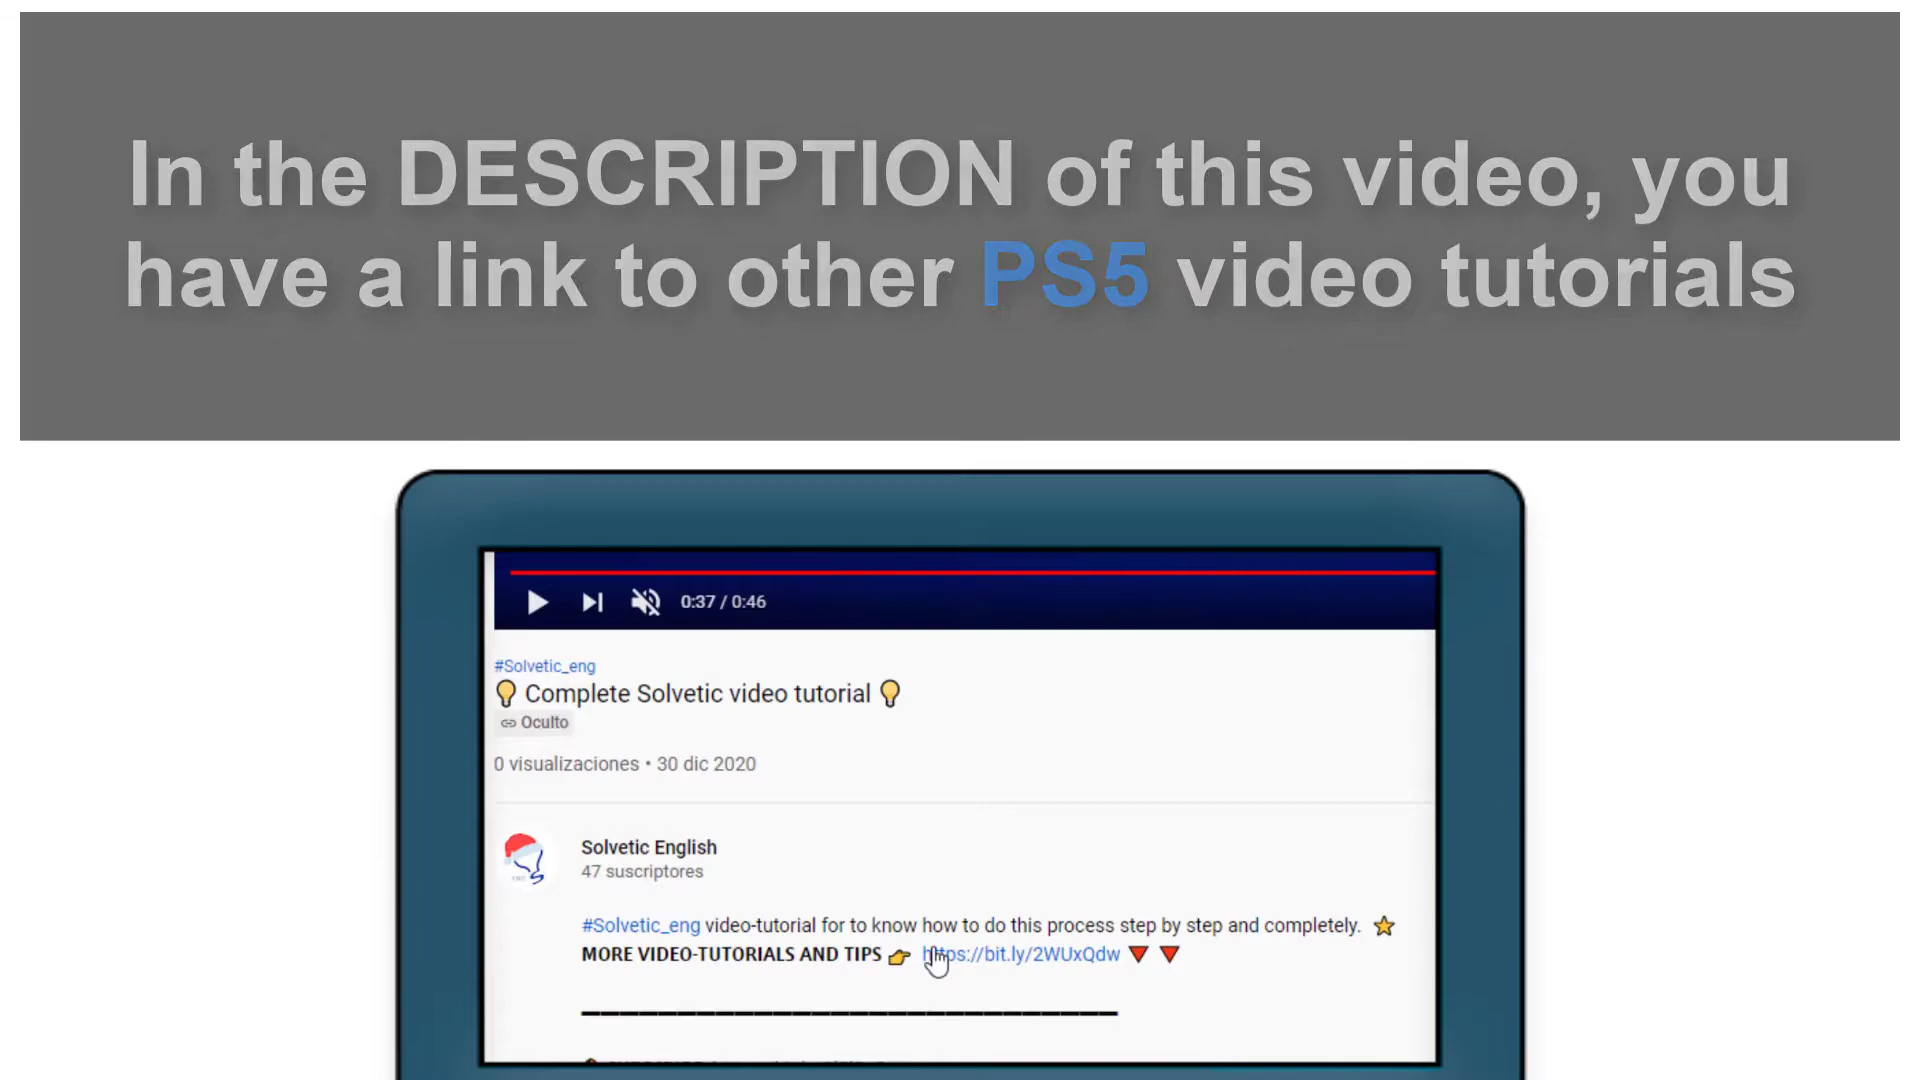 In the DESCRIPTION of this video, you
have a link to other PS5 video tutorials
0:37 / 0:46
#Solvetic_eng
💡 Complete Solvetic video tutorial 💡
Oculto
0 visualizaciones • 30 dic 2020
Solvetic English
47 suscriptores
#Solvetic_eng video-tutorial for to know how to do this process step by step and completely. ⭐
MORE VIDEO-TUTORIALS AND TIPS 👉 https://bit.ly/2WUxQdw 🔻 🔻